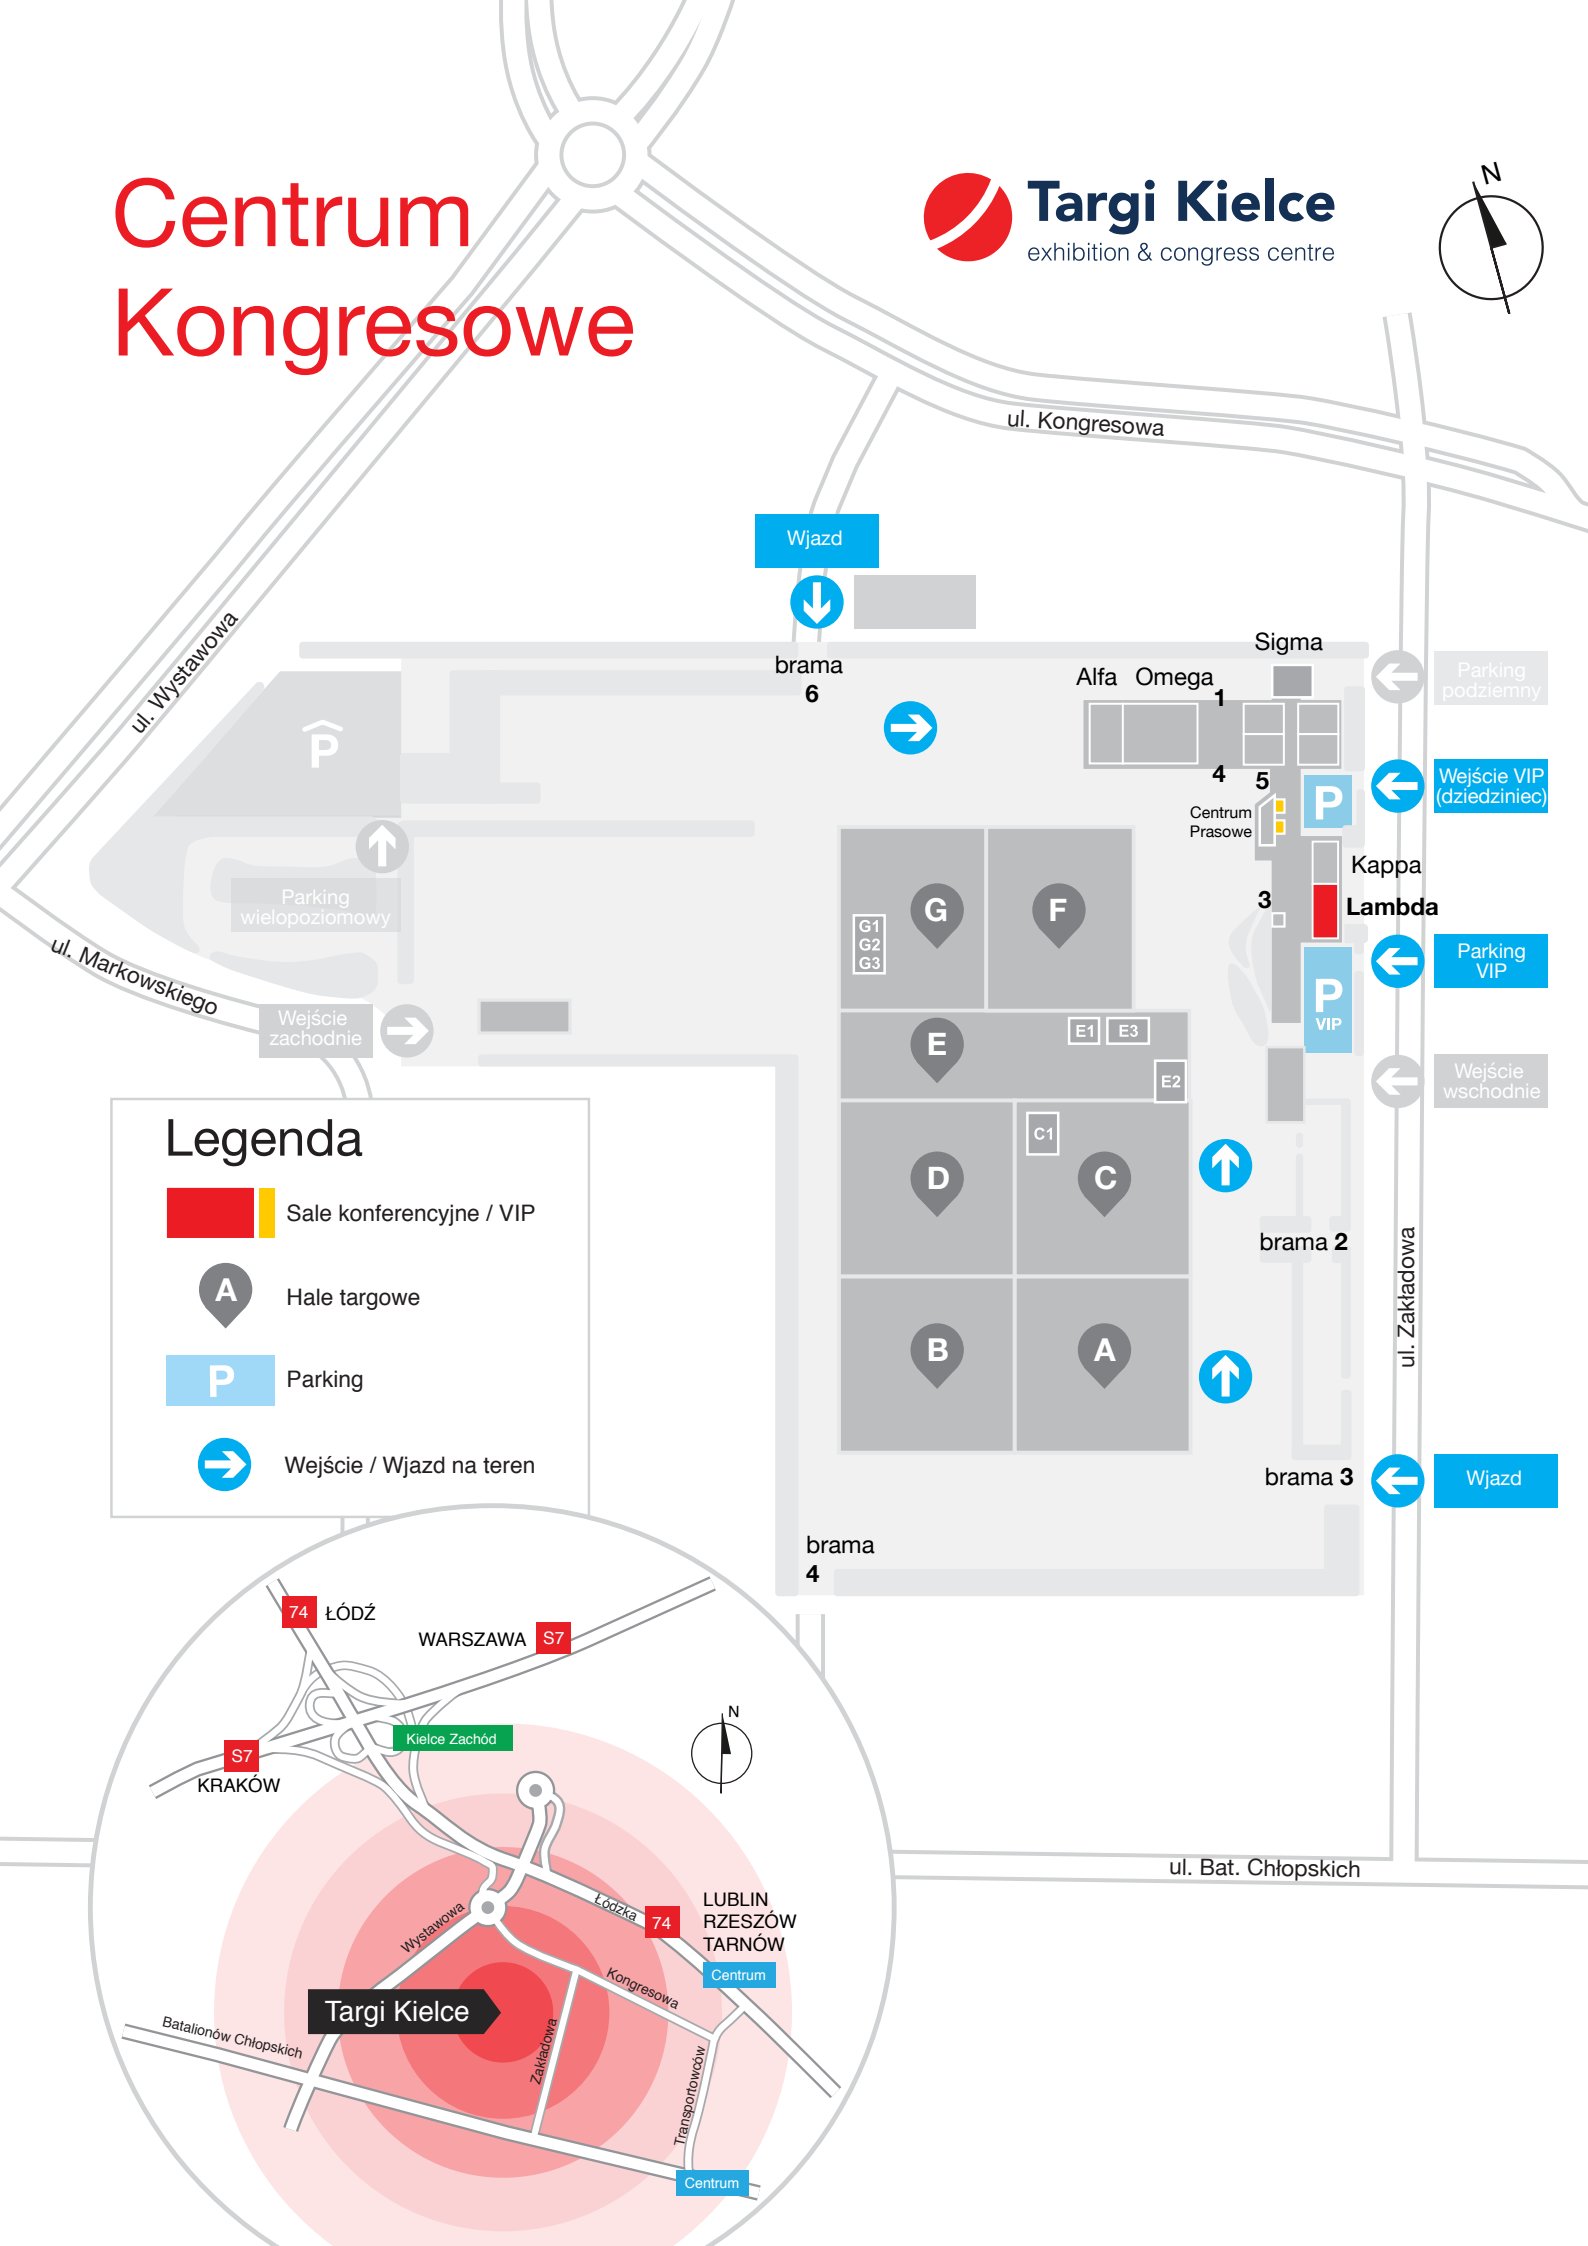 Centrum
Kongresowe
Targi Kielce
exhibition & congress centre
N
ul. Kongresowa
Wjazd
ul. Wystawowa
brama
6
Sigma
Alfa
Omega
1
4
5
Parking
podziemny
Wejście VIP
(dziedziniec)
P
P
Centrum
Prasowe
Kappa
3
Lambda
Parking
VIP
P
VIP
Parking
wielopoziomowy
G
F
G1
G2
G3
ul. Markowskiego
Wejście
zachodnie
E
E1
E3
E2
Wejście
wschodnie
C1
D
C
brama 2
ul. Zakładowa
B
A
brama 3
Wjazd
brama
4
Legenda
Sale konferencyjne / VIP
A
Hale targowe
P
Parking
Wejście / Wjazd na teren
74
ŁÓDŹ
WARSZAWA
S7
N
Kielce Zachód
S7
KRAKÓW
ul. Bat. Chłopskich
Wystawowa
Łódzka
74
LUBLIN
RZESZÓW
TARNÓW
Centrum
Kongresowa
Targi Kielce
Batalionów Chłopskich
Zakładowa
Transportowców
Centrum